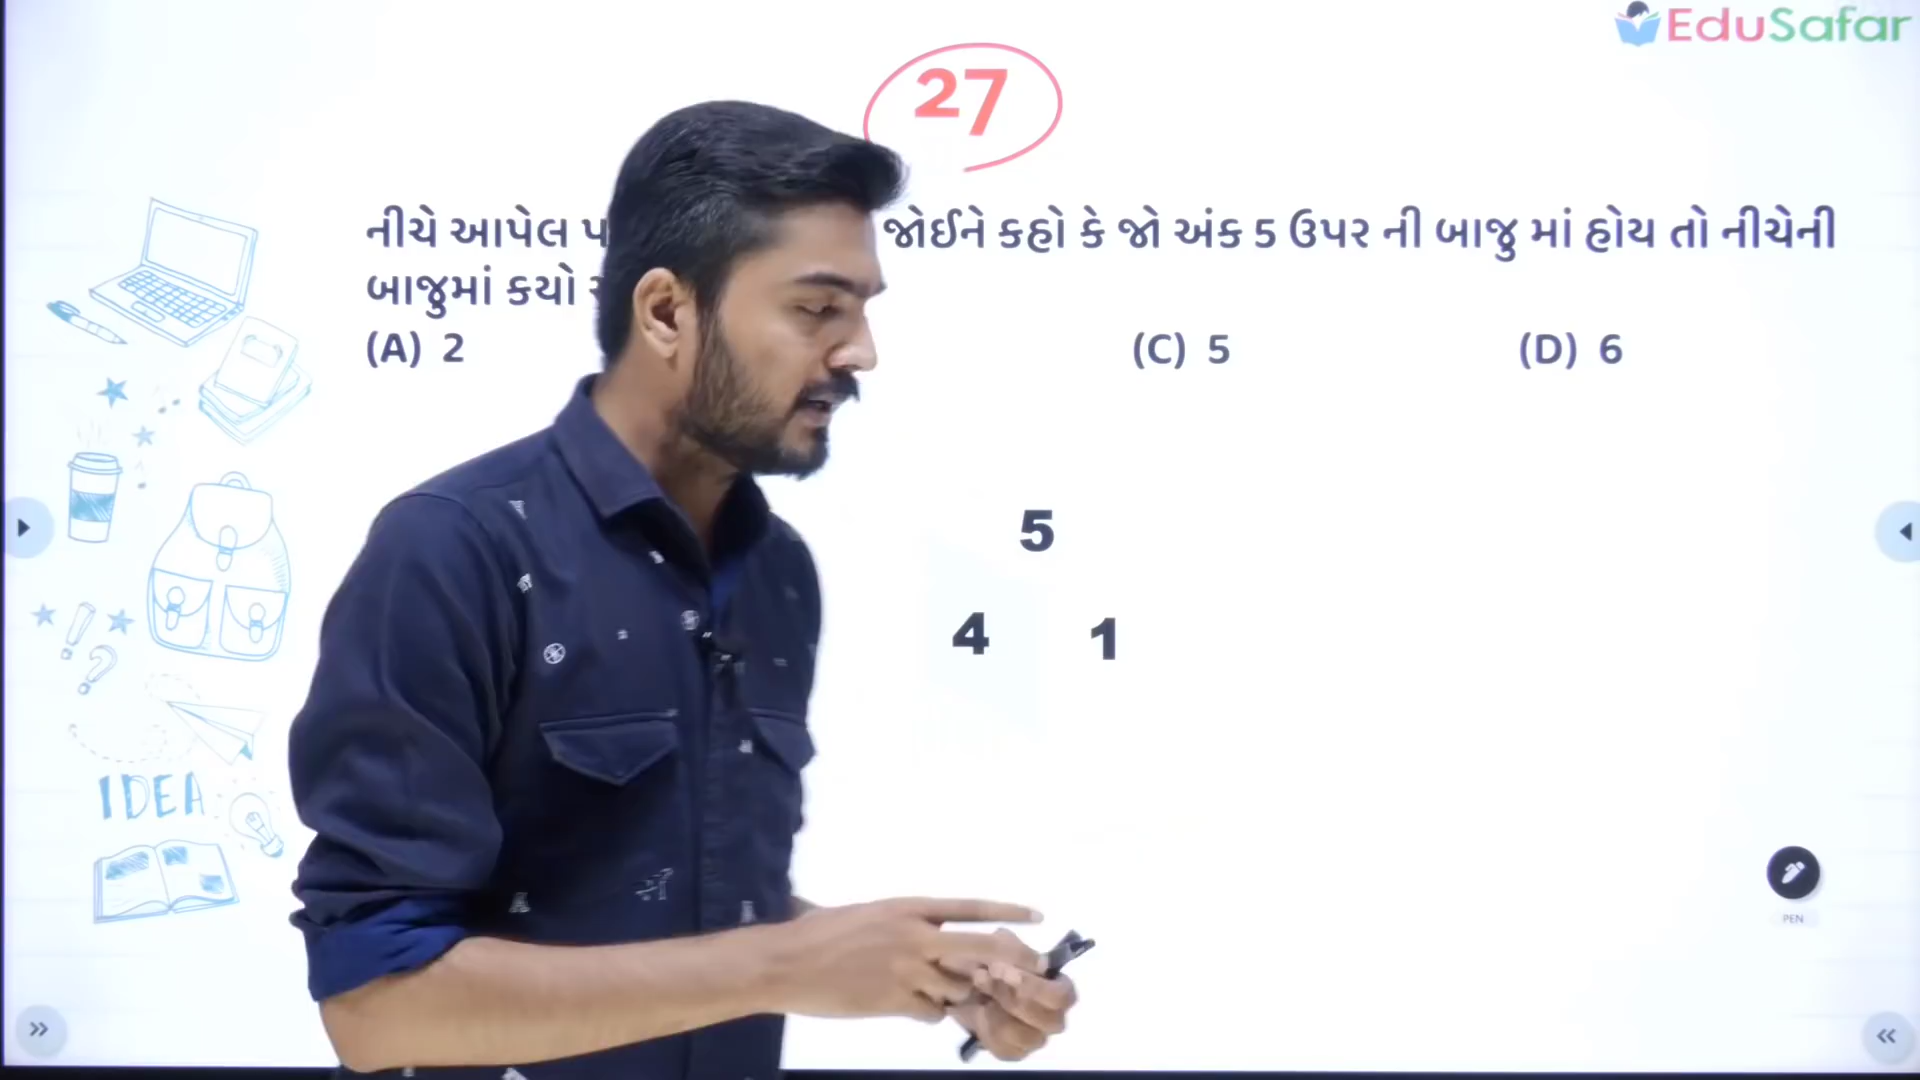 EduSafar
27
નીચે આપેલ જોઈને કહો કે જો અંક 5 ઉપર ની બાજુ માં હોય તો નીચેની
બાજુમાં કયો
(A) 2 (C) 5 (D) 6
5
4 1
IDEA
PEN